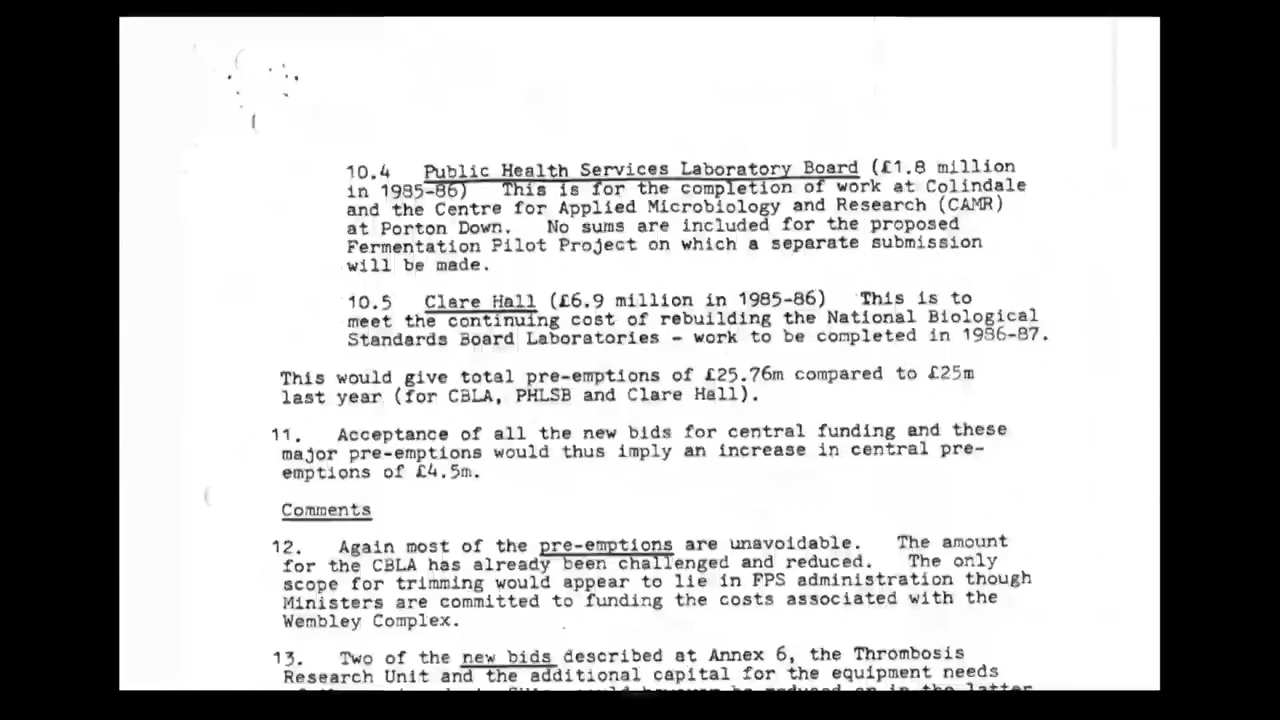 10.4 Public Health Services Laboratory Board (£1.8 million
in 1985-86) This is for the completion of work at Colindale
and the Centre for Applied Microbiology and Research (CAMR)
at Porton Down. No sums are included for the proposed
Fermentation Pilot Project on which a separate submission
will be made.
10.5 Clare Hall (£6.9 million in 1985-86) This is to
meet the continuing cost of rebuilding the National Biological
Standards Board Laboratories - work to be completed in 1986-87.
This would give total pre-emptions of £25.76m compared to £25m
last year (for CBLA, PHLSB and Clare Hall).
11. Acceptance of all the new bids for central funding and these
major pre-emptions would thus imply an increase in central pre-
emptions of £4.5m.
Comments
12. Again most of the pre-emptions are unavoidable. The amount
for the CBLA has already been challenged and reduced. The only
scope for trimming would appear to lie in FPS administration though
Ministers are committed to funding the costs associated with the
Wembley Complex.
13. Two of the new bids described at Annex 6, the Thrombosis
Research Unit and the additional capital for the equipment needs